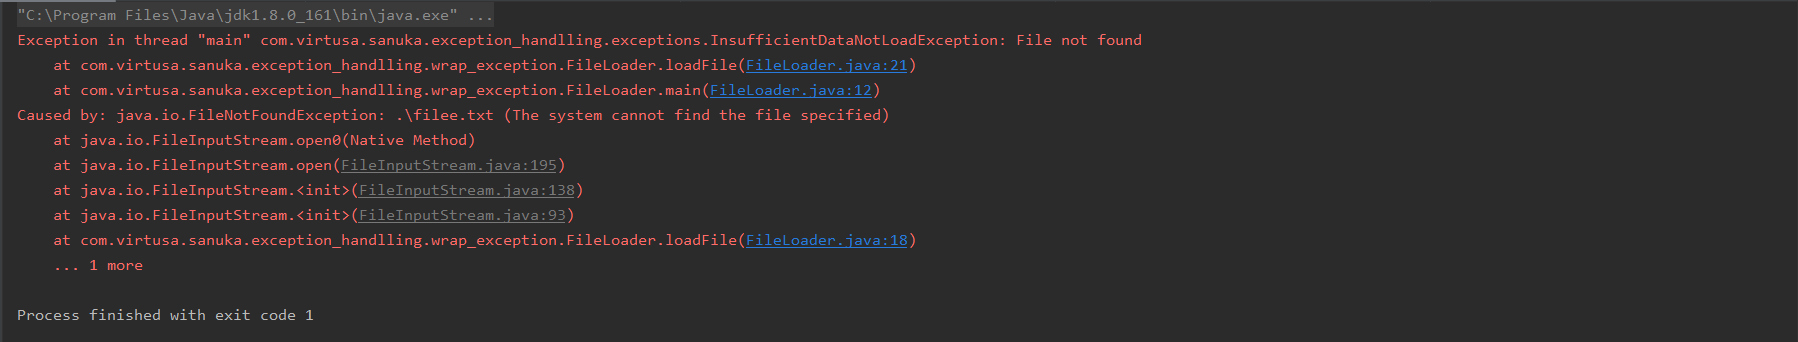 "C:\Program Files\Java\jdk1.8.0_161\bin\java.exe" ...
Exception in thread "main" com.virtusa.sanuka.exception_handlling.exceptions.InsufficientDataNotLoadException: File not found
    at com.virtusa.sanuka.exception_handlling.wrap_exception.FileLoader.loadFile(FileLoader.java:21)
    at com.virtusa.sanuka.exception_handlling.wrap_exception.FileLoader.main(FileLoader.java:12)
Caused by: java.io.FileNotFoundException: .\filee.txt (The system cannot find the file specified)
    at java.io.FileInputStream.open0(Native Method)
    at java.io.FileInputStream.open(FileInputStream.java:195)
    at java.io.FileInputStream.<init>(FileInputStream.java:138)
    at java.io.FileInputStream.<init>(FileInputStream.java:93)
    at com.virtusa.sanuka.exception_handlling.wrap_exception.FileLoader.loadFile(FileLoader.java:18)
    ... 1 more
Process finished with exit code 1